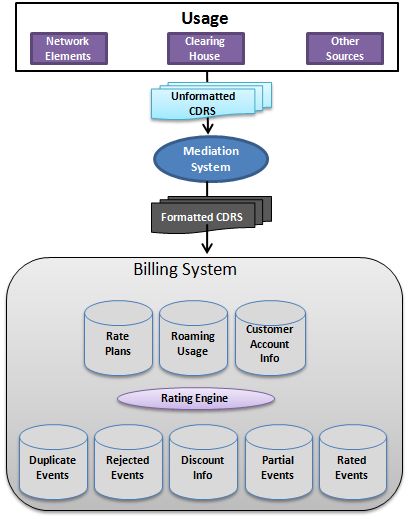 Usage
Network
Elements
Clearing
House
Other
Sources
Unformatted
CDRS
Mediation
System
Formatted CDRS
Billing System
Rate
Plans
Roaming
Usage
Customer
Account
Info
Rating Engine
Duplicate
Events
Rejected
Events
Discount
Info
Partial
Events
Rated
Events